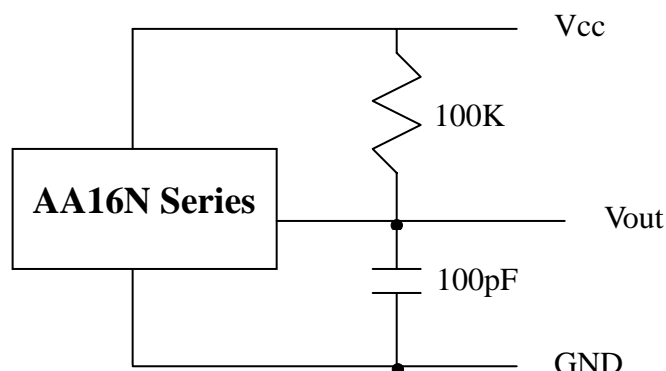 Vcc
100K
AA16N Series
Vout
100pF
GND